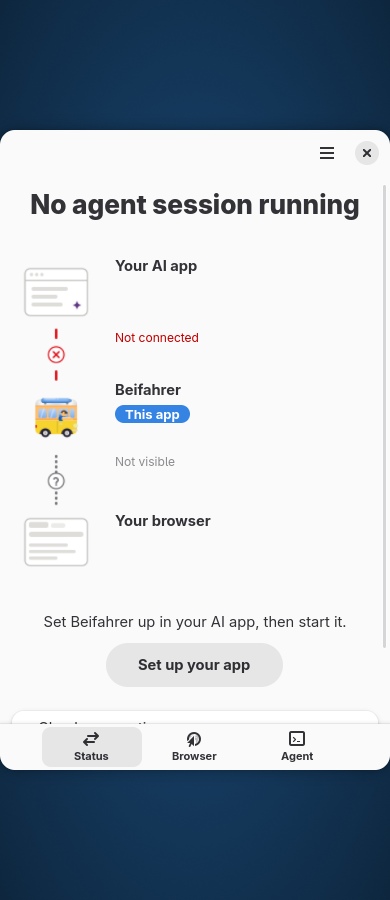 No agent session running
Your AI app
Not connected
Beifahrer
This app
Not visible
Your browser
Set Beifahrer up in your AI app, then start it.
Set up your app
Status
Browser
Agent